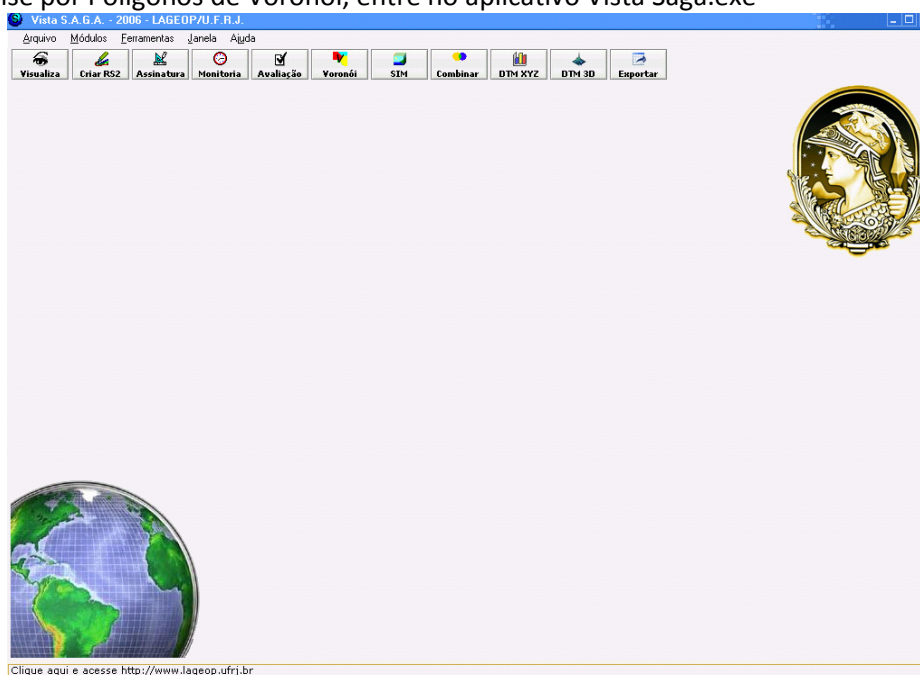 se por Polígonos de Voronoi, entre no aplicativo Vista Saga.exe
Vista S.A.G.A. - 2006 - LAGEOP/U.F.R.J.
Arquivo Módulos Ferramentas Janela Ajuda
Visualiza Criar RS2 Assinatura Monitoria Avaliação Voronói SIM Combinar DTM XYZ DTM 3D Exportar
Clique aqui e acesse http://www.lageop.ufrj.br